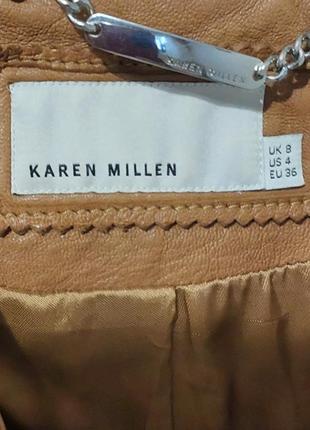 KAREN MILLEN
KAREN MILLEN
UK 8
US 4
EU 36